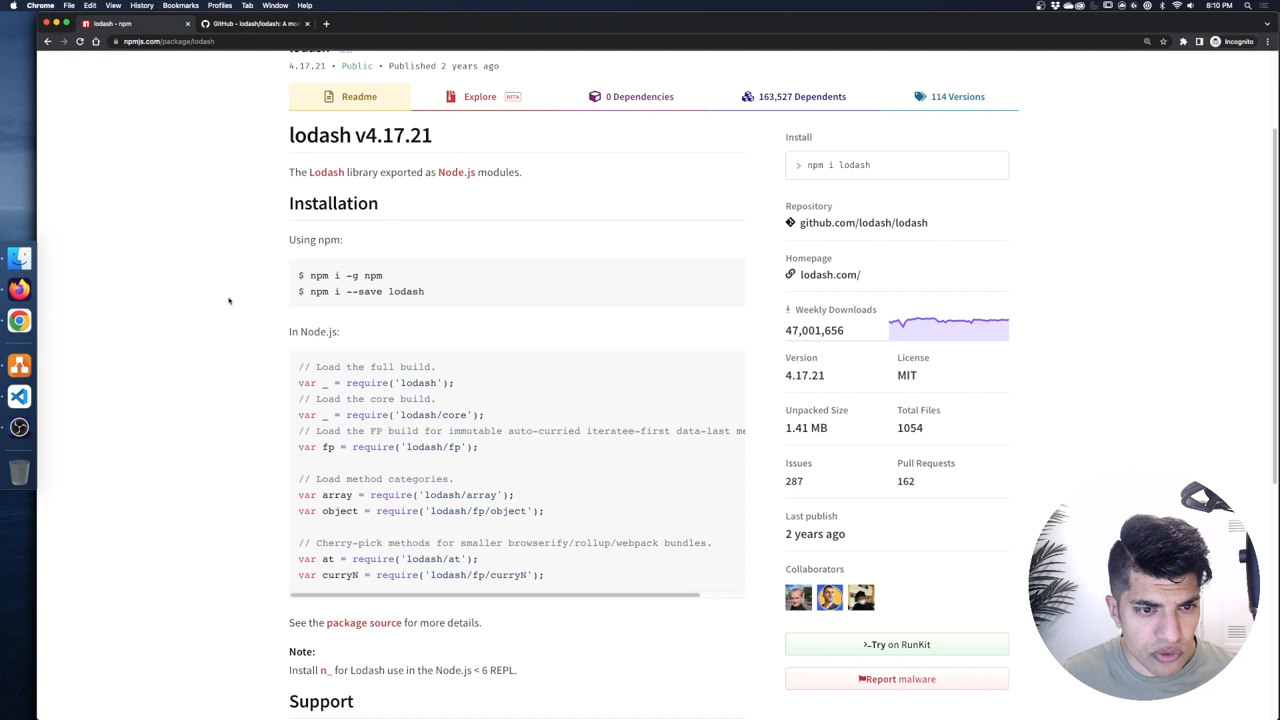 Chrome File Edit View History Bookmarks Profiles Tab Window Help 8:10 PM
lodash - npm GitHub - lodash/lodash: A mo
npmjs.com/package/lodash Incognito
lodash
4.17.21 • Public • Published 2 years ago
Readme Explore BETA 0 Dependencies 163,527 Dependents 114 Versions
lodash v4.17.21
The Lodash library exported as Node.js modules.
Installation
Using npm:
$ npm i -g npm
$ npm i --save lodash
In Node.js:
// Load the full build.
var _ = require('lodash');
// Load the core build.
var _ = require('lodash/core');
// Load the FP build for immutable auto-curried iteratee-first data-last me
var fp = require('lodash/fp');
// Load method categories.
var array = require('lodash/array');
var object = require('lodash/fp/object');
// Cherry-pick methods for smaller browserify/rollup/webpack bundles.
var at = require('lodash/at');
var curryN = require('lodash/fp/curryN');
See the package source for more details.
Note:
Install n_ for Lodash use in the Node.js < 6 REPL.
Support
Install
> npm i lodash
Repository
github.com/lodash/lodash
Homepage
lodash.com/
Weekly Downloads
47,001,656
Version License
4.17.21 MIT
Unpacked Size Total Files
1.41 MB 1054
Issues Pull Requests
287 162
Last publish
2 years ago
Collaborators
>_Try on RunKit
Report malware